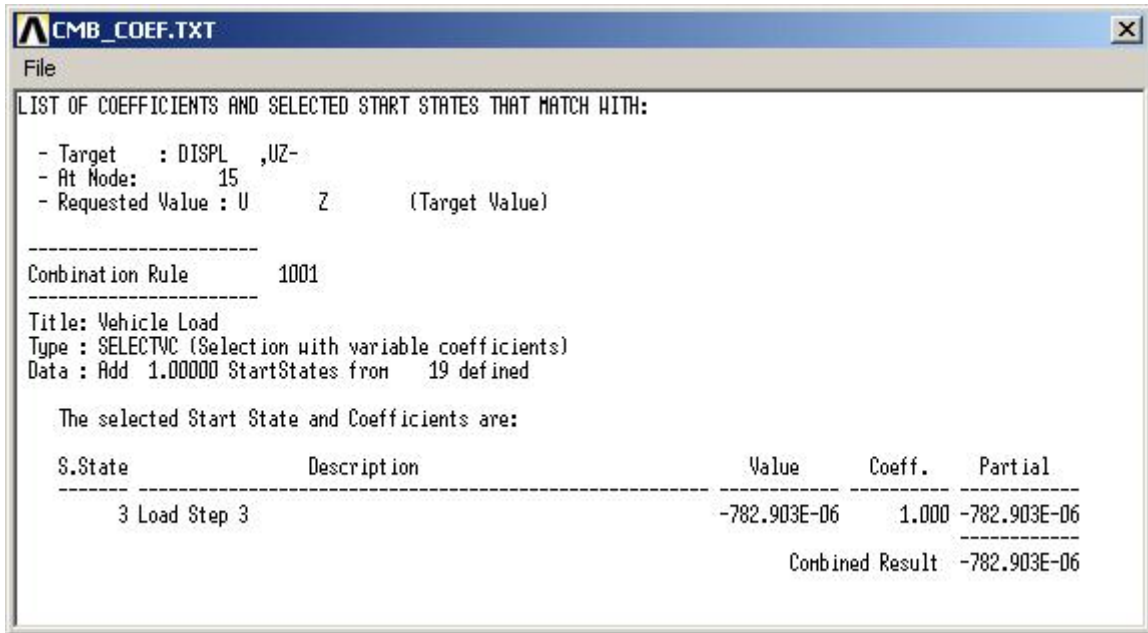 CMB_COEF.TXT
File
LIST OF COEFFICIENTS AND SELECTED START STATES THAT MATCH WITH:
- Target : DISPL ,UZ-
- At Node: 15
- Requested Value : U Z (Target Value)
-----------------------
Combination Rule 1001
-----------------------
Title: Vehicle Load
Type : SELECTVC (Selection with variable coefficients)
Data : Add 1.00000 StartStates from 19 defined
The selected Start State and Coefficients are:
S.State Description Value Coeff. Partial
------- --------------------------------------------------------- ------------ ---------- ------------
3 Load Step 3 -782.903E-06 1.000 -782.903E-06
------------
Combined Result -782.903E-06